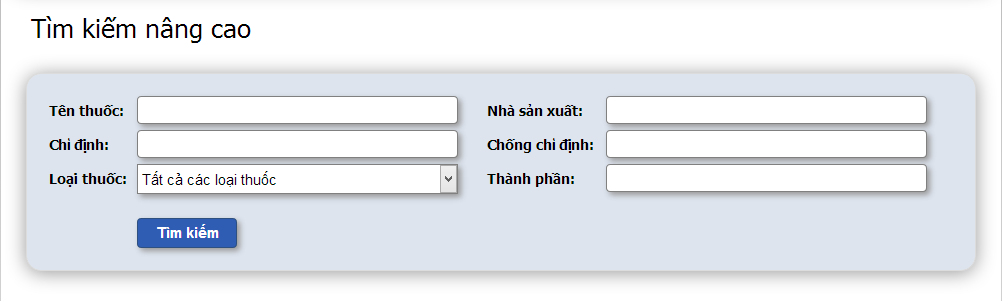 Tìm kiếm nâng cao
Tên thuốc: Nhà sản xuất:
Chỉ định: Chống chỉ định:
Loại thuốc: Tất cả các loại thuốc Thành phần:
Tìm kiếm